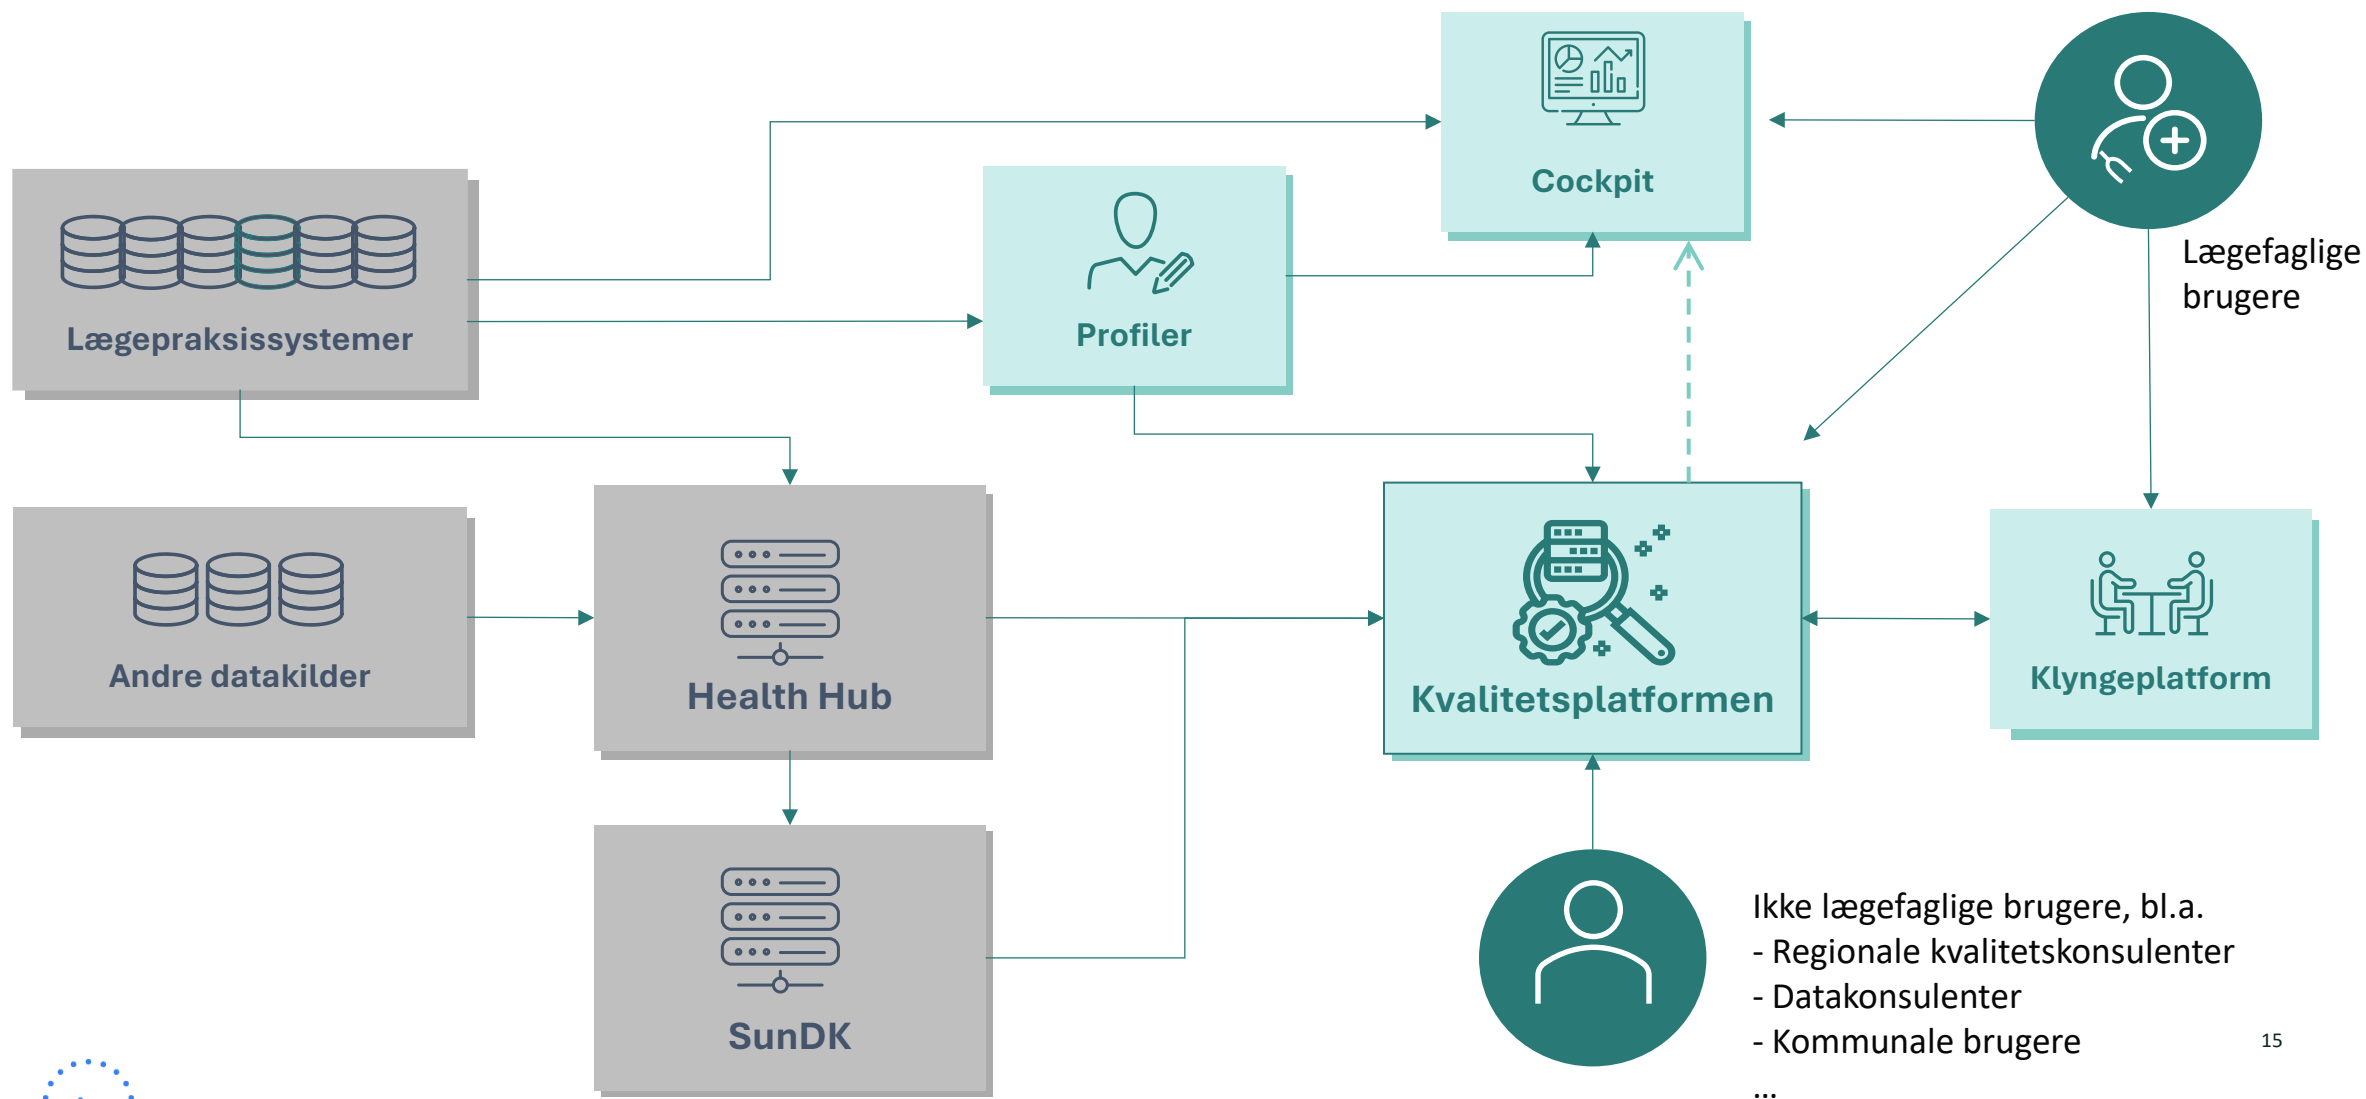 Cockpit
Lægefaglige
brugere
Lægepraksissystemer
Profiler
Andre datakilder
Health Hub
Kvalitetsplatformen
Klyngeplatform
SunDK
Ikke lægefaglige brugere, bl.a.
- Regionale kvalitetskonsulenter
- Datakonsulenter
- Kommunale brugere
...
15